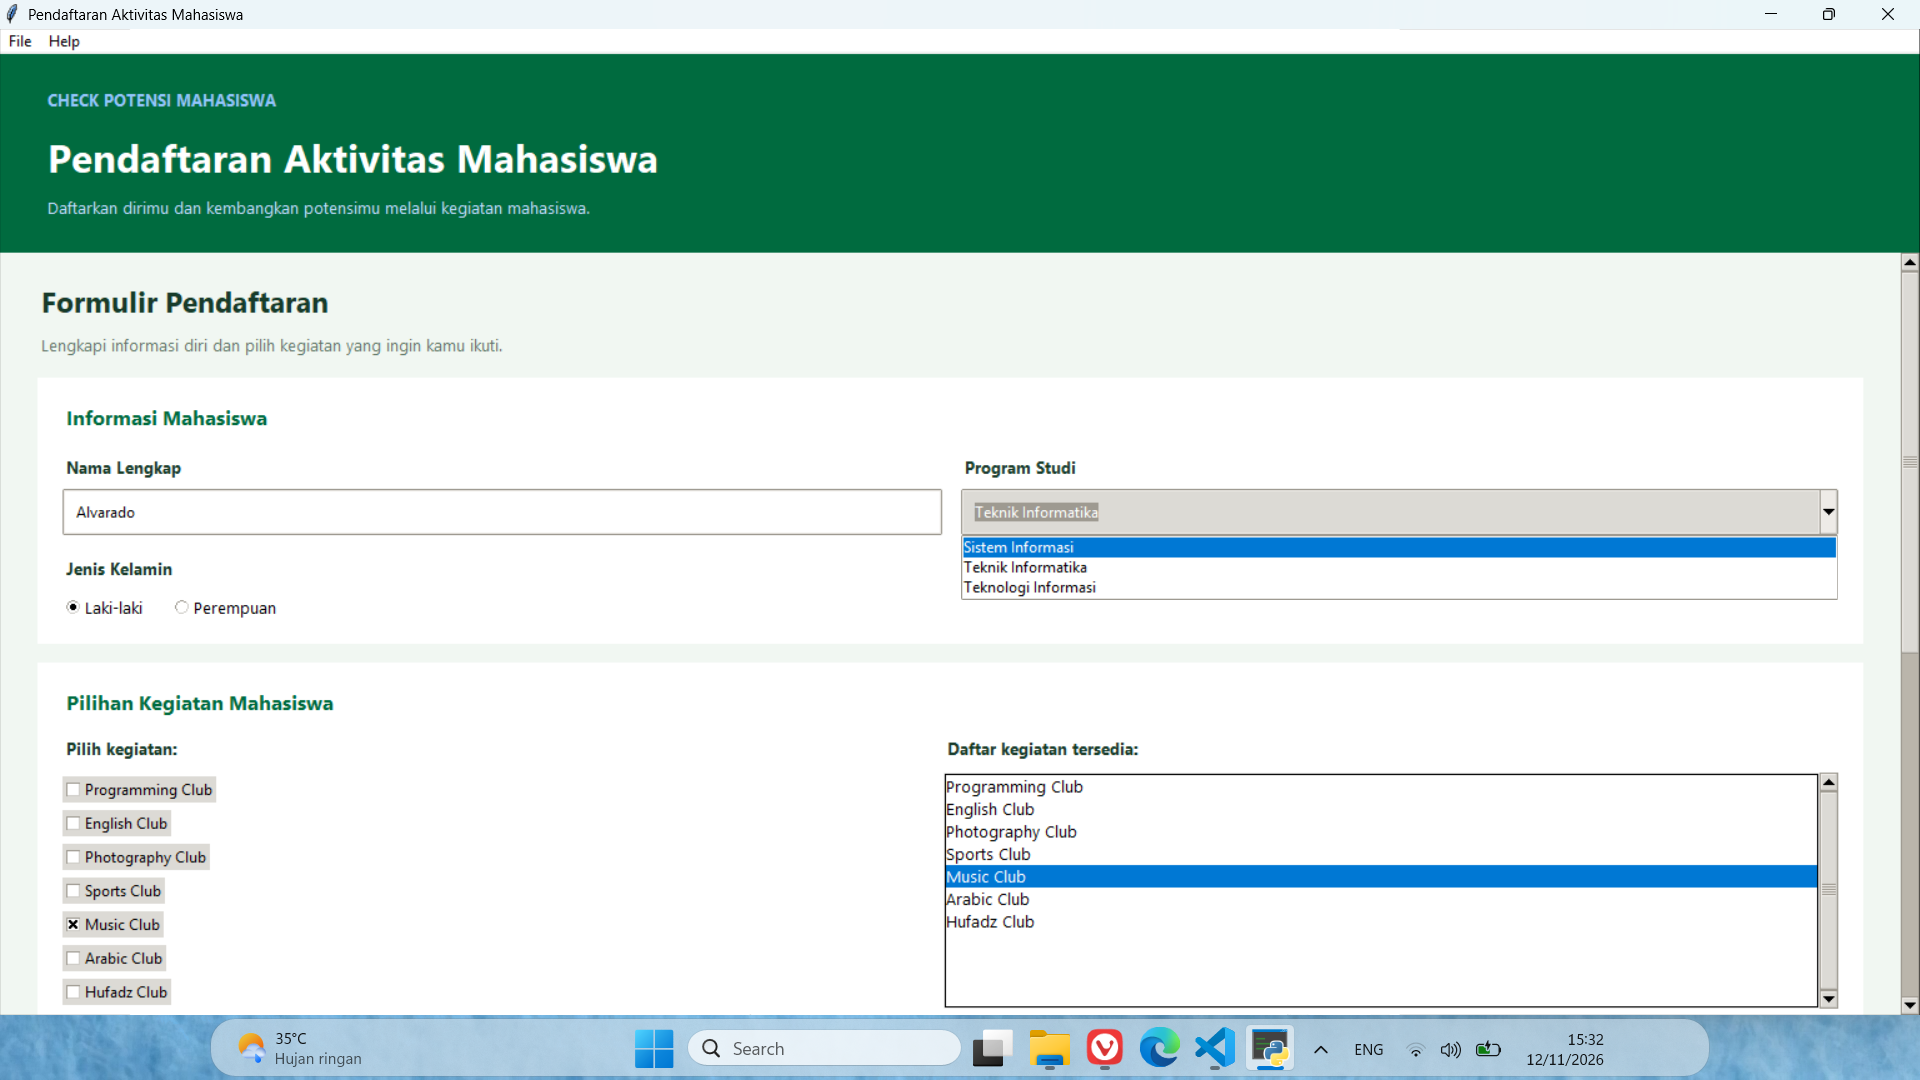 Pendaftaran Aktivitas Mahasiswa
File Help
CHECK POTENSI MAHASISWA
Pendaftaran Aktivitas Mahasiswa
Daftarkan dirimu dan kembangkan potensimu melalui kegiatan mahasiswa.
Formulir Pendaftaran
Lengkapi informasi diri dan pilih kegiatan yang ingin kamu ikuti.
Informasi Mahasiswa
Nama Lengkap
Alvarado
Program Studi
Teknik Informatika
Sistem Informasi
Teknik Informatika
Teknologi Informasi
Jenis Kelamin
Laki-laki Perempuan
Pilihan Kegiatan Mahasiswa
Pilih kegiatan:
Programming Club
English Club
Photography Club
Sports Club
Music Club
Arabic Club
Hufadz Club
Daftar kegiatan tersedia:
Programming Club
English Club
Photography Club
Sports Club
Music Club
Arabic Club
Hufadz Club
35°C
Hujan ringan
Search
ENG
15:32
12/11/2026